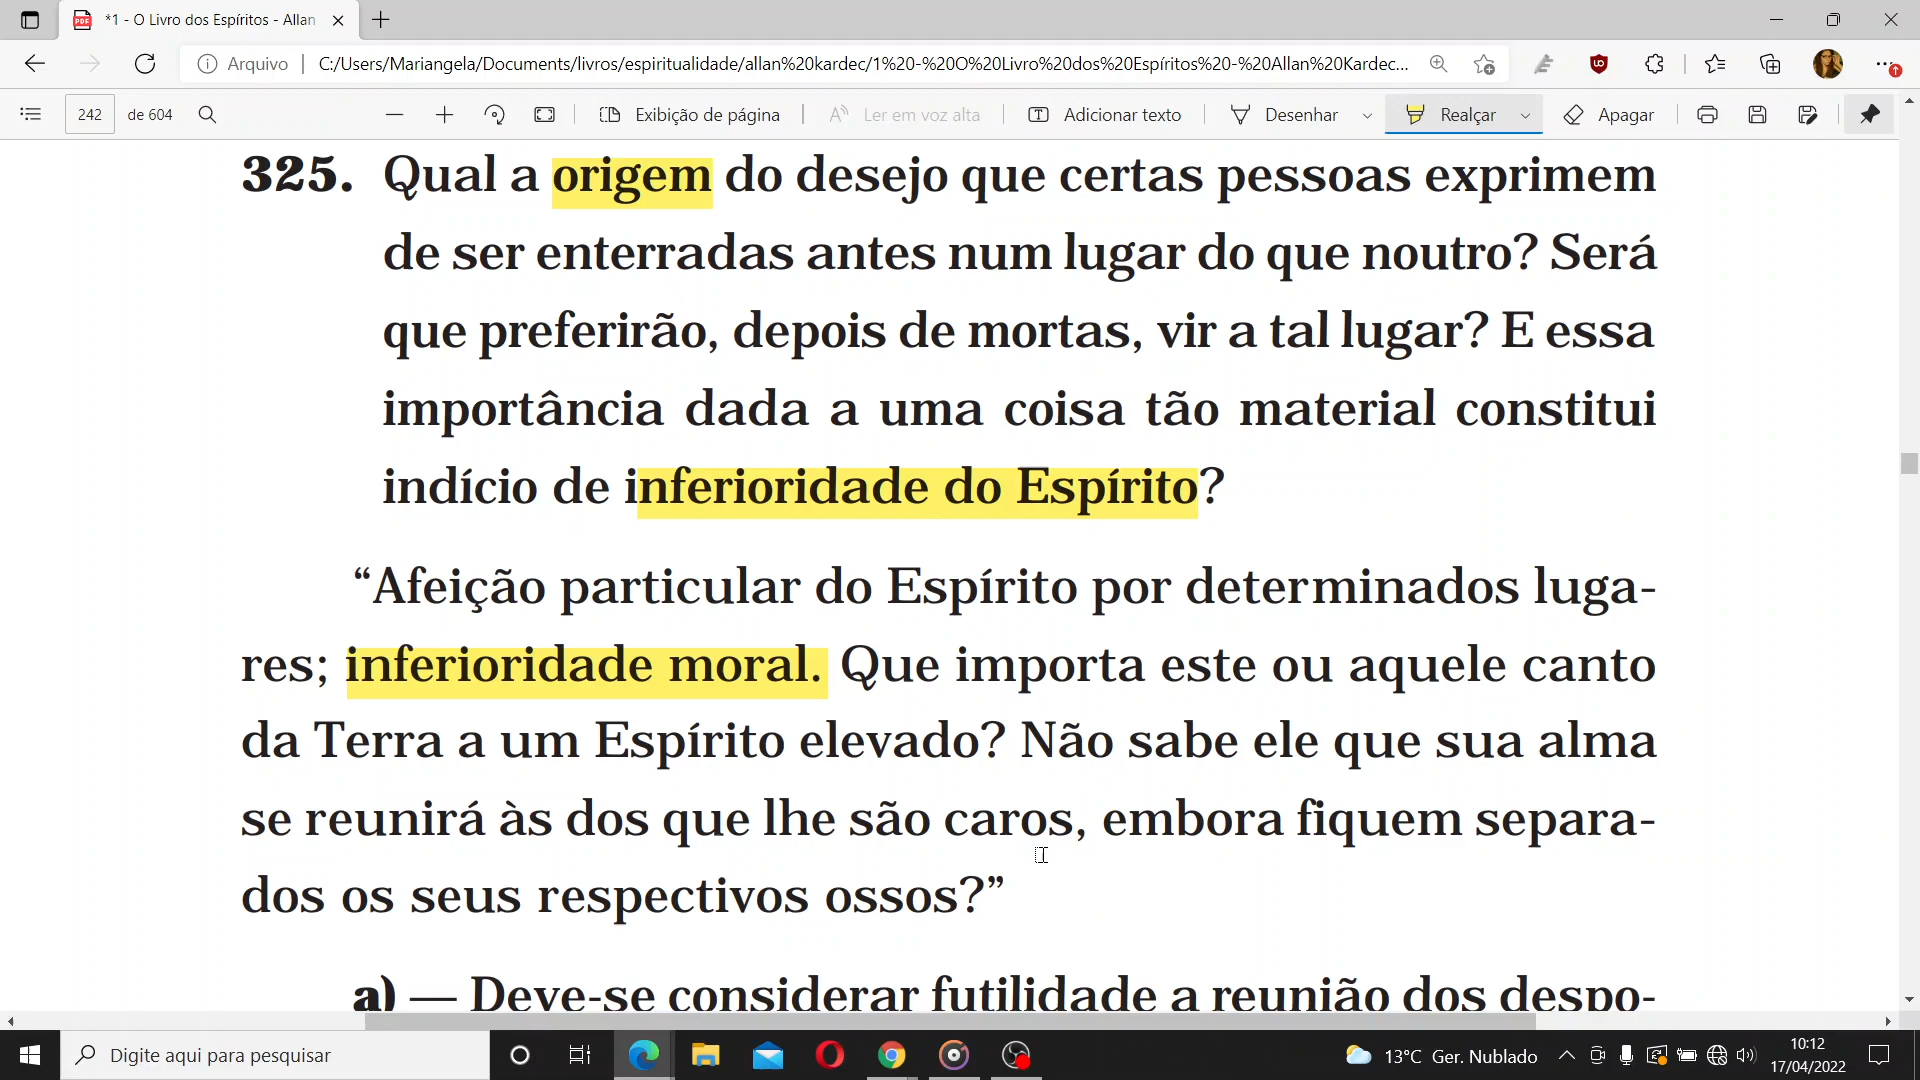 *1 - O Livro dos Espíritos - Allan
Arquivo
C:/Users/Mariangela/Documents/livros/espiritualidade/allan%20kardec/1%20-%20O%20Livro%20dos%20Espíritos%20-%20Allan%20Kardec...
242 de 604
Exibição de página
Ler em voz alta
Adicionar texto
Desenhar
Realçar
Apagar
325. Qual a origem do desejo que certas pessoas exprimem
de ser enterradas antes num lugar do que noutro? Será
que preferirão, depois de mortas, vir a tal lugar? E essa
importância dada a uma coisa tão material constitui
indício de inferioridade do Espírito?
“Afeição particular do Espírito por determinados luga-
res; inferioridade moral. Que importa este ou aquele canto
da Terra a um Espírito elevado? Não sabe ele que sua alma
se reunirá às dos que lhe são caros, embora fiquem separa-
dos os seus respectivos ossos?”
a) — Deve-se considerar futilidade a reunião dos despo-
Digite aqui para pesquisar
13°C Ger. Nublado
10:12
17/04/2022